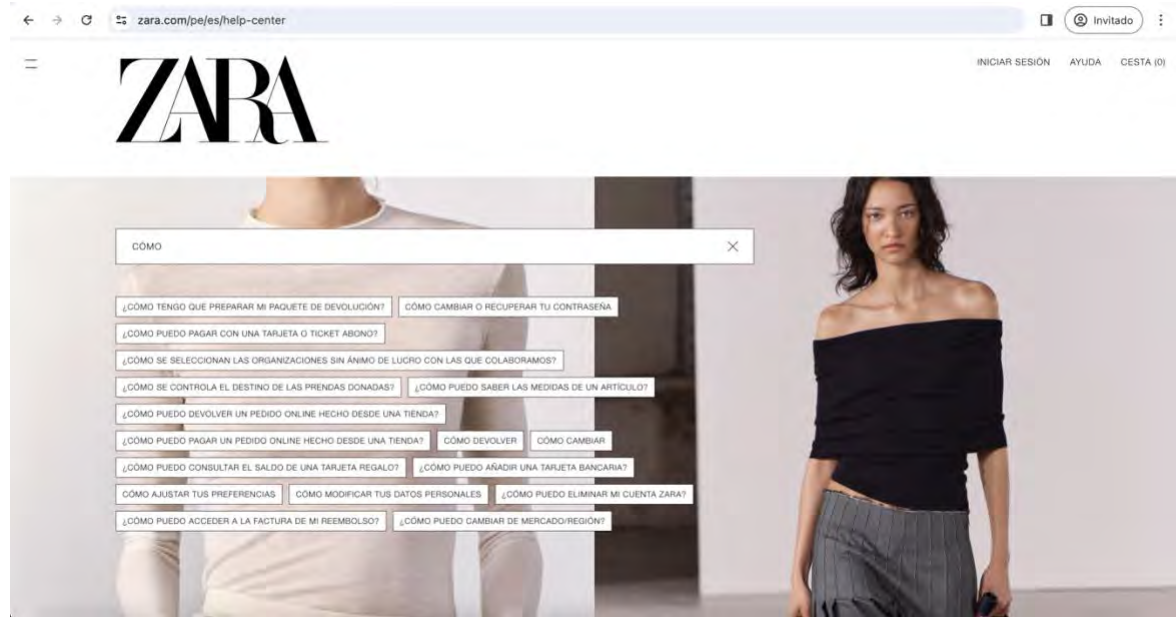 zara.com/pe/es/help-center
Invitado
ZARA
INICIAR SESIÓN AYUDA CESTA (0)
CÓMO
¿CÓMO TENGO QUE PREPARAR MI PAQUETE DE DEVOLUCIÓN? CÓMO CAMBIAR O RECUPERAR TU CONTRASEÑA
¿CÓMO PUEDO PAGAR CON UNA TARJETA O TICKET ABONO?
¿CÓMO SE SELECCIONAN LAS ORGANIZACIONES SIN ÁNIMO DE LUCRO CON LAS QUE COLABORAMOS?
¿CÓMO SE CONTROLA EL DESTINO DE LAS PRENDAS DONADAS? ¿CÓMO PUEDO SABER LAS MEDIDAS DE UN ARTÍCULO?
¿CÓMO PUEDO DEVOLVER UN PEDIDO ONLINE HECHO DESDE UNA TIENDA?
¿CÓMO PUEDO PAGAR UN PEDIDO ONLINE HECHO DESDE UNA TIENDA? CÓMO DEVOLVER CÓMO CAMBIAR
¿CÓMO PUEDO CONSULTAR EL SALDO DE UNA TARJETA REGALO? ¿CÓMO PUEDO AÑADIR UNA TARJETA BANCARIA?
CÓMO AJUSTAR TUS PREFERENCIAS CÓMO MODIFICAR TUS DATOS PERSONALES ¿CÓMO PUEDO ELIMINAR MI CUENTA ZARA?
¿CÓMO PUEDO ACCEDER A LA FACTURA DE MI REEMBOLSO? ¿CÓMO PUEDO CAMBIAR DE MERCADO/REGIÓN?